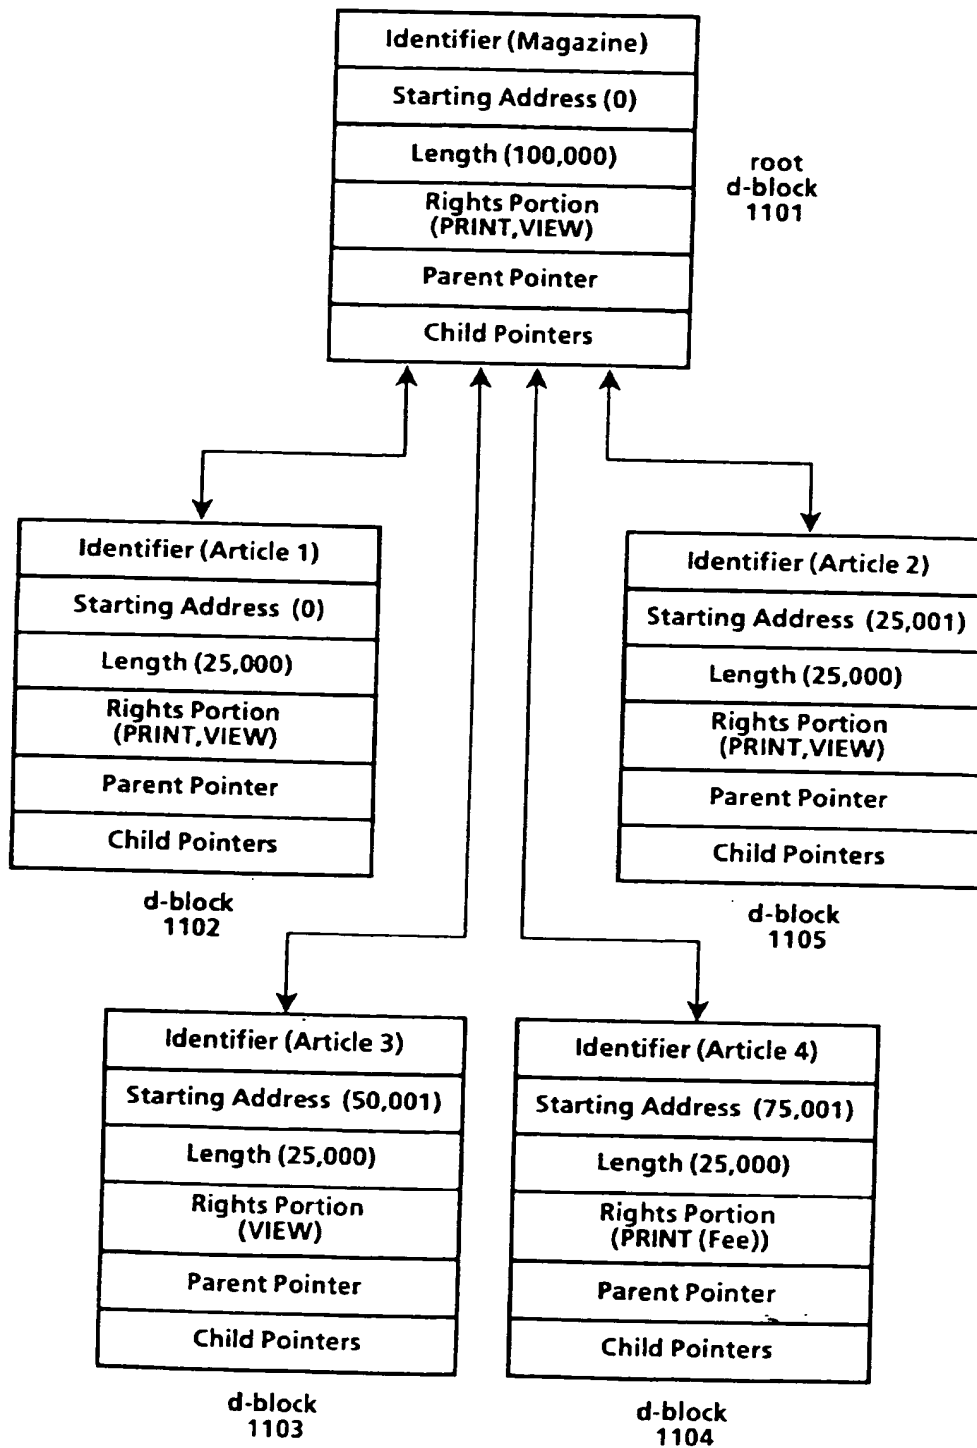 Identifier (Magazine)
Starting Address (0)
Length (100,000)
Rights Portion
(PRINT,VIEW)
Parent Pointer
Child Pointers
root
d-block
1101
Identifier (Article 1)
Starting Address (0)
Length (25,000)
Rights Portion
(PRINT,VIEW)
Parent Pointer
Child Pointers
d-block
1102
Identifier (Article 2)
Starting Address (25,001)
Length (25,000)
Rights Portion
(PRINT,VIEW)
Parent Pointer
Child Pointers
d-block
1105
Identifier (Article 3)
Starting Address (50,001)
Length (25,000)
Rights Portion
(VIEW)
Parent Pointer
Child Pointers
d-block
1103
Identifier (Article 4)
Starting Address (75,001)
Length (25,000)
Rights Portion
(PRINT (Fee))
Parent Pointer
Child Pointers
d-block
1104